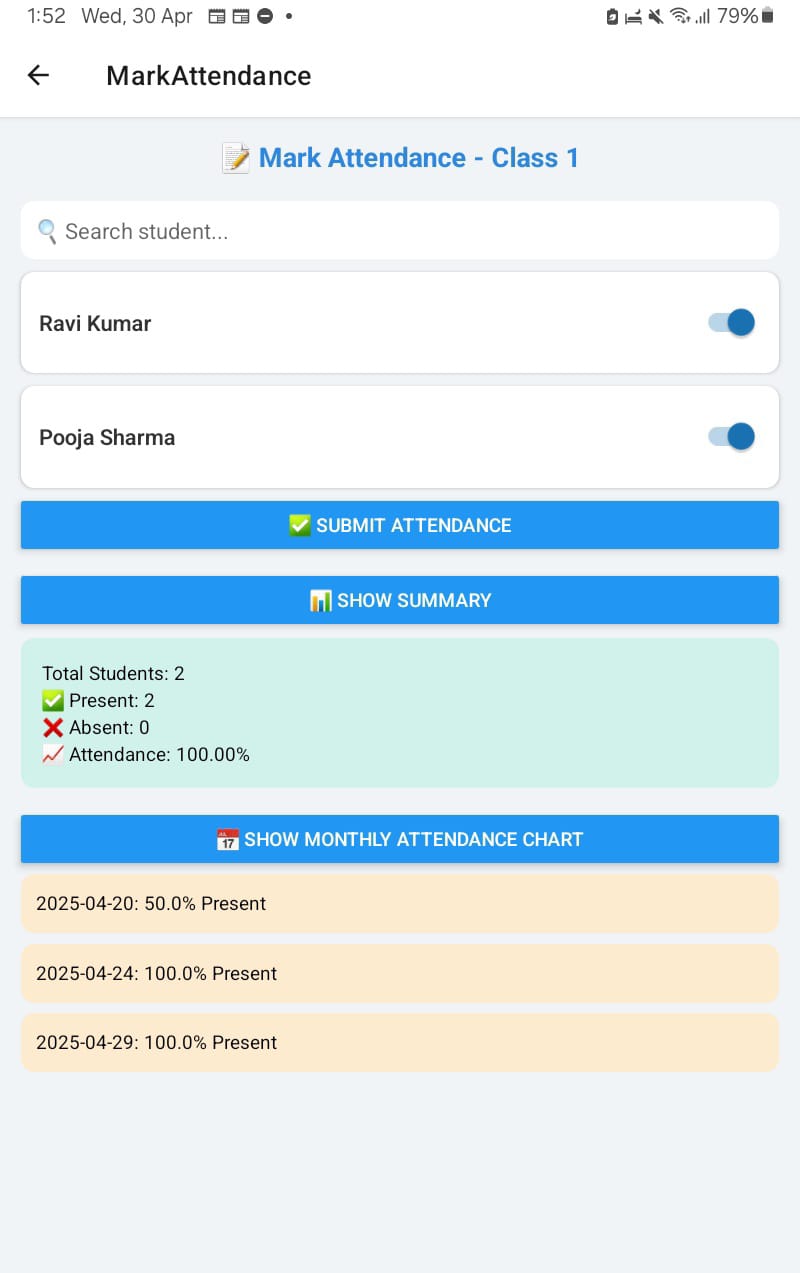 1:52 Wed, 30 Apr 79%
MarkAttendance
📝 Mark Attendance - Class 1
🔍 Search student...
Ravi Kumar
Pooja Sharma
✅ SUBMIT ATTENDANCE
📊 SHOW SUMMARY
Total Students: 2
✅ Present: 2
❌ Absent: 0
📈 Attendance: 100.00%
📅 SHOW MONTHLY ATTENDANCE CHART
2025-04-20: 50.0% Present
2025-04-24: 100.0% Present
2025-04-29: 100.0% Present